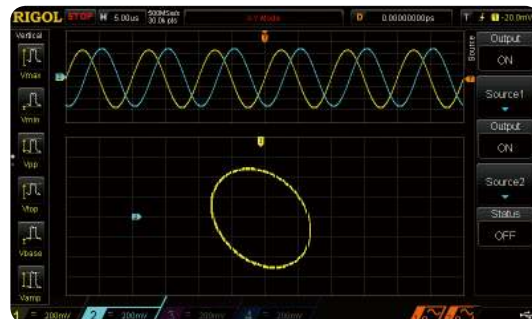 RIGOL STOP H 5.00us 500MSa/s 30.0k pts X-Y Mode D 0.00000000ps T 1 -20.0mV
Vertical
Source
Output
ON
Vmax
Source1
Vmin
Output
ON
Vpp
Source2
Vtop
Status
OFF
Vbase
Vamp
1 = 200mV 2 = 200mV 3 = 200mV 4 = 200mV